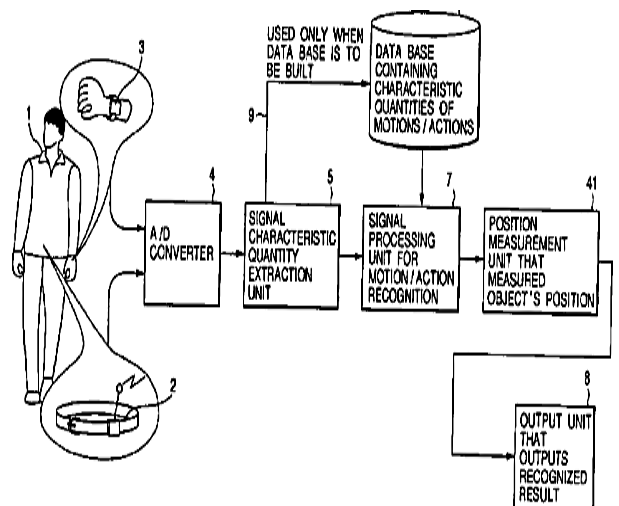 USED ONLY WHEN
DATA BASE IS TO
BE BUILT
DATA BASE
CONTAINING
CHARACTERISTIC
QUANTITIES OF
MOTIONS/ACTIONS
3
1
9
4
5
7
41
A/D
CONVERTER
SIGNAL
CHARACTERISTIC
QUANTITY
EXTRACTION
UNIT
SIGNAL
PROCESSING
UNIT FOR
MOTION/ACTION
RECOGNITION
POSITION
MEASUREMENT
UNIT THAT
MEASURED
OBJECT'S POSITION
2
8
OUTPUT UNIT
THAT
OUTPUTS
RECOGNIZED
RESULT